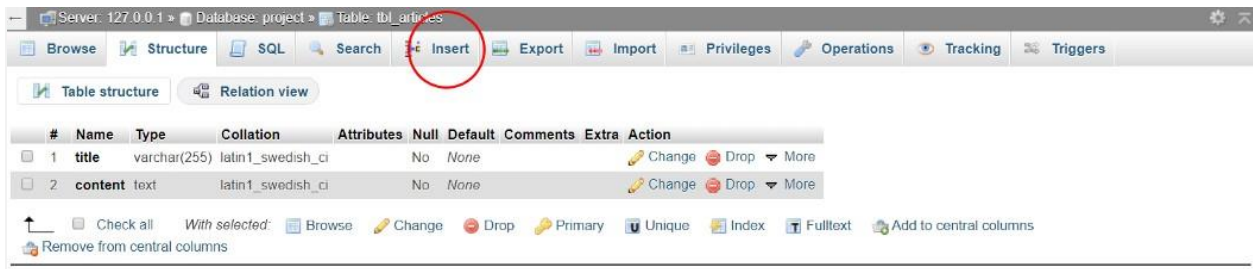 Server: 127.0.0.1 » Database: project » Table: tbl_articles
Browse Structure SQL Search Insert Export Import Privileges Operations Tracking Triggers
Table structure Relation view
# Name Type Collation Attributes Null Default Comments Extra Action
1 title varchar(255) latin1_swedish_ci No None Change Drop More
2 content text latin1_swedish_ci No None Change Drop More
Check all With selected: Browse Change Drop Primary Unique Index Fulltext Add to central columns
Remove from central columns